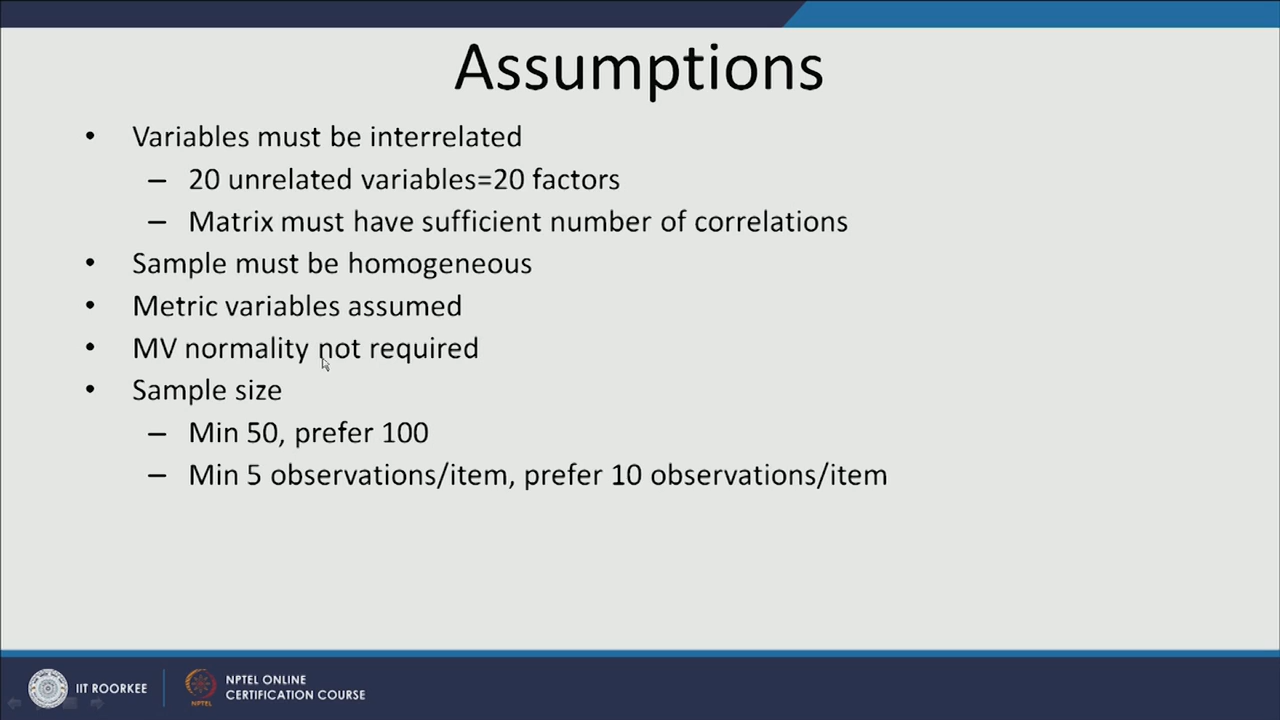 Assumptions
• Variables must be interrelated
– 20 unrelated variables=20 factors
– Matrix must have sufficient number of correlations
• Sample must be homogeneous
• Metric variables assumed
• MV normality not required
• Sample size
– Min 50, prefer 100
– Min 5 observations/item, prefer 10 observations/item
IIT ROORKEE
NPTEL
NPTEL ONLINE
CERTIFICATION COURSE